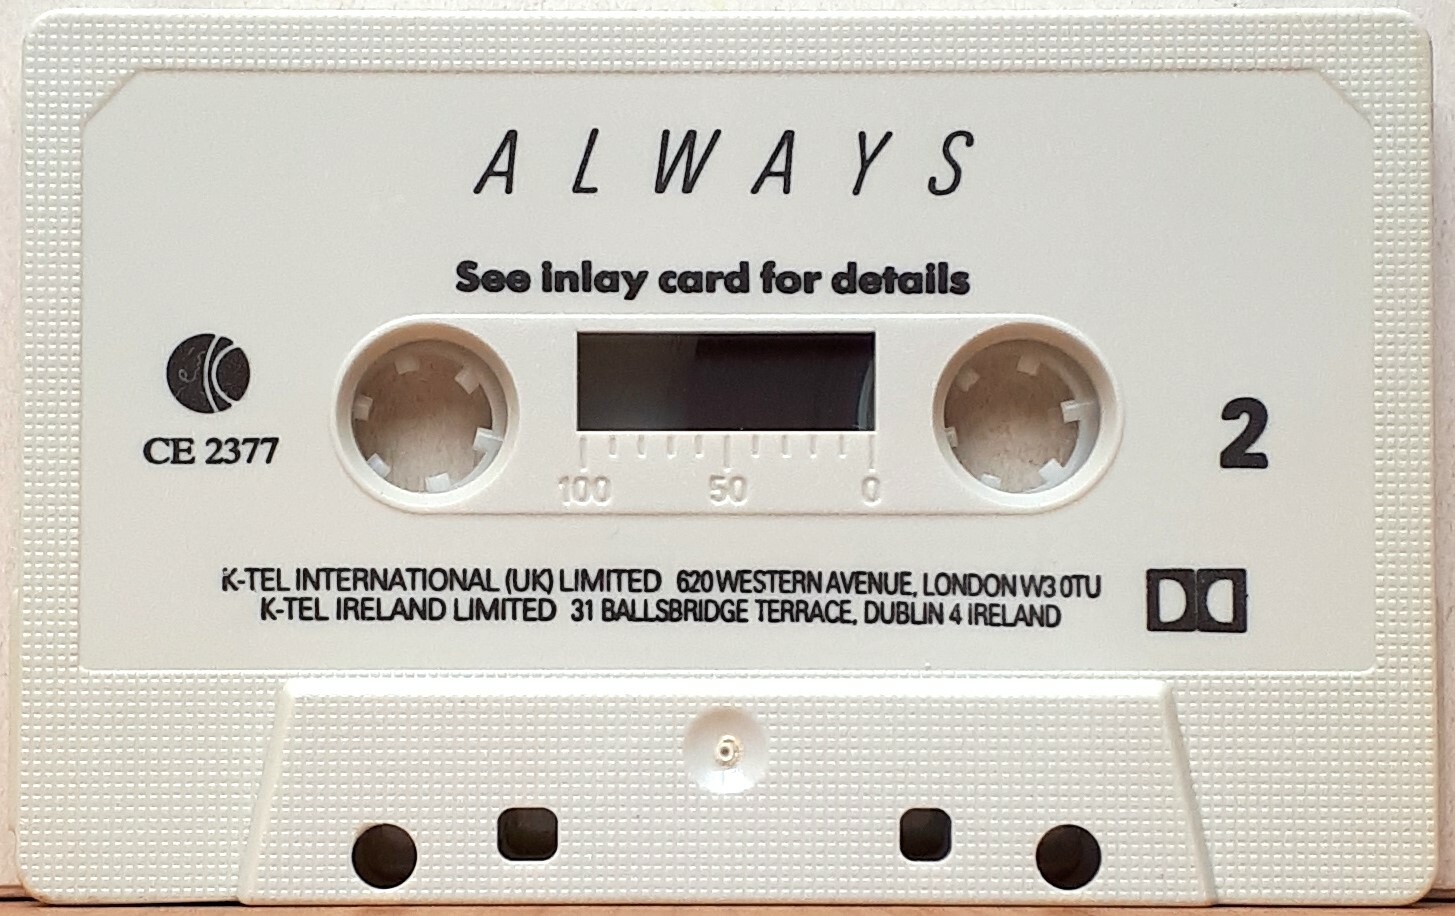 ALWAYS
See inlay card for details
CE 2377
2
100 50 0
K-TEL INTERNATIONAL (UK) LIMITED 620 WESTERN AVENUE, LONDON W3 0TU
K-TEL IRELAND LIMITED 31 BALLSBRIDGE TERRACE, DUBLIN 4 IRELAND